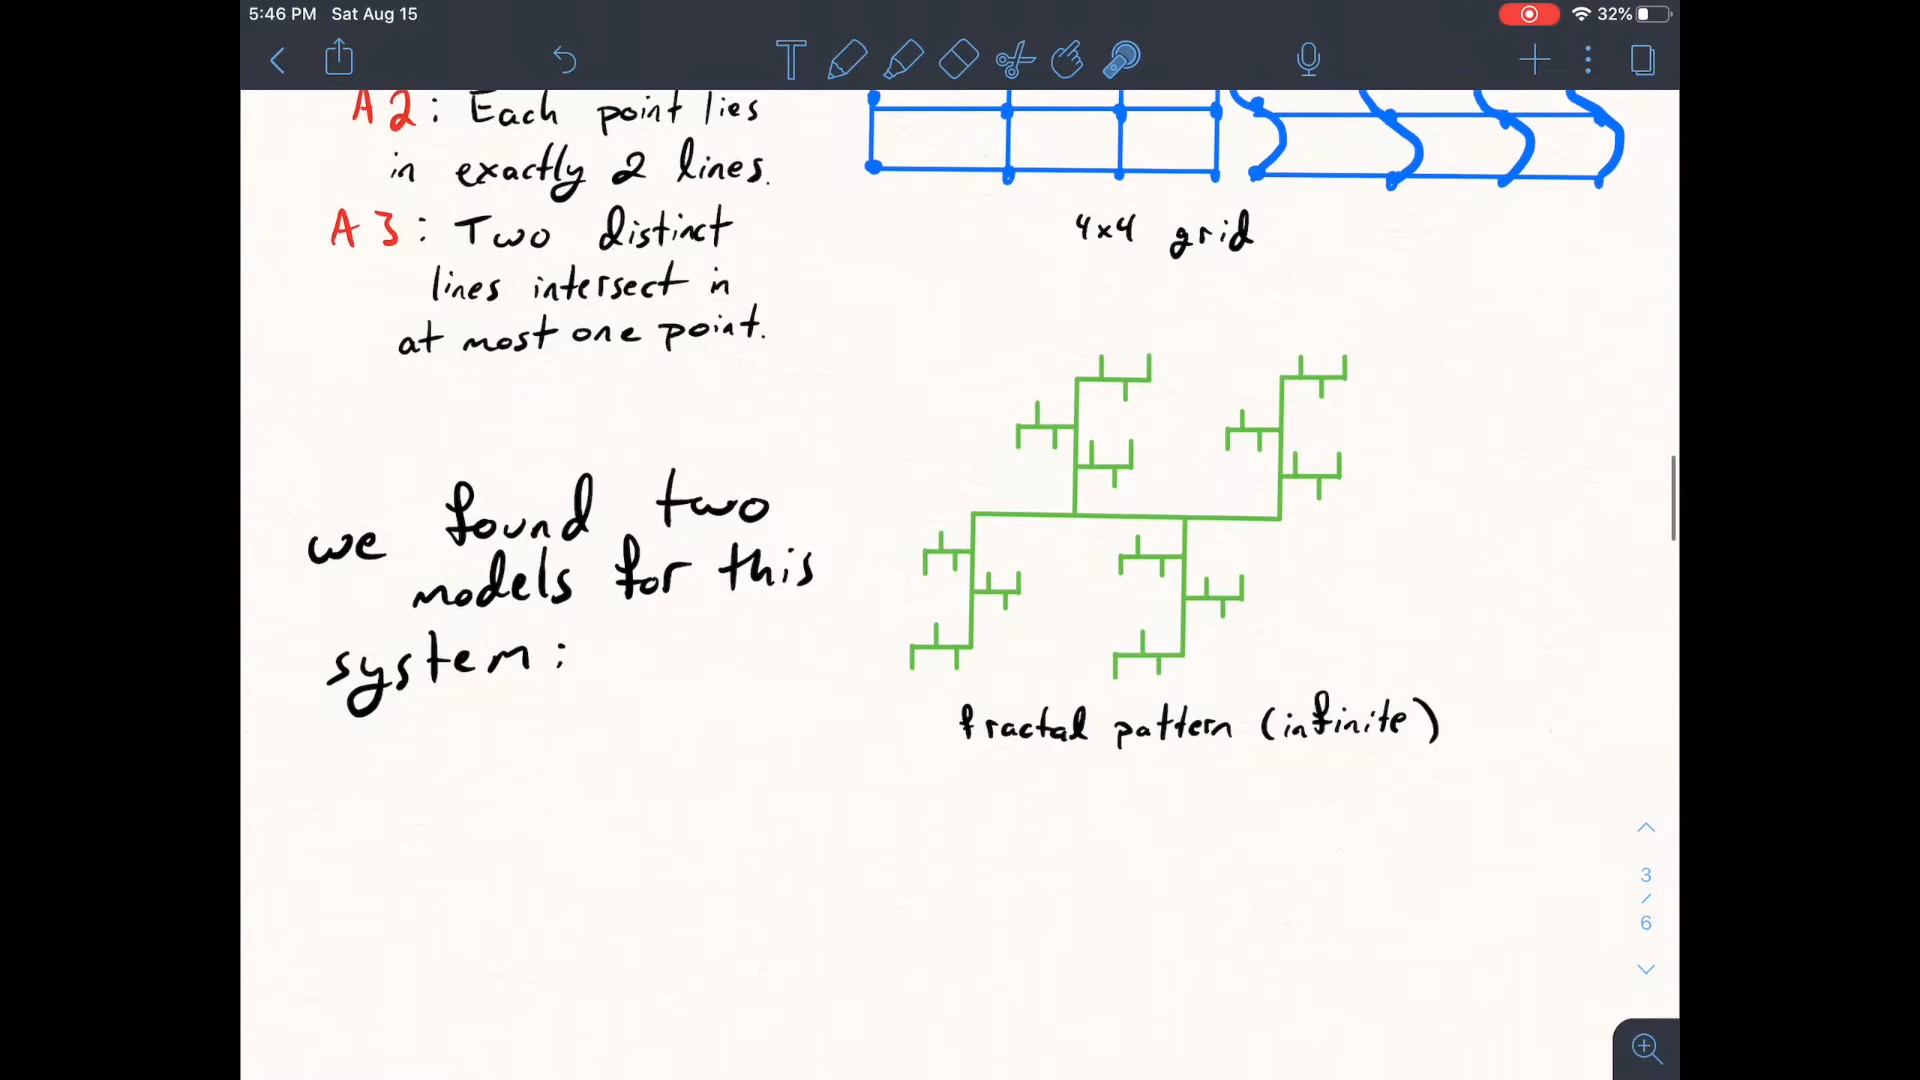 5:46 PM Sat Aug 15
32%
A2: Each point lies
in exactly 2 lines.
A3: Two distinct
lines intersect in
at most one point.
4x4 grid
we found two
models for this
system:
fractal pattern (infinite)
3
/
6